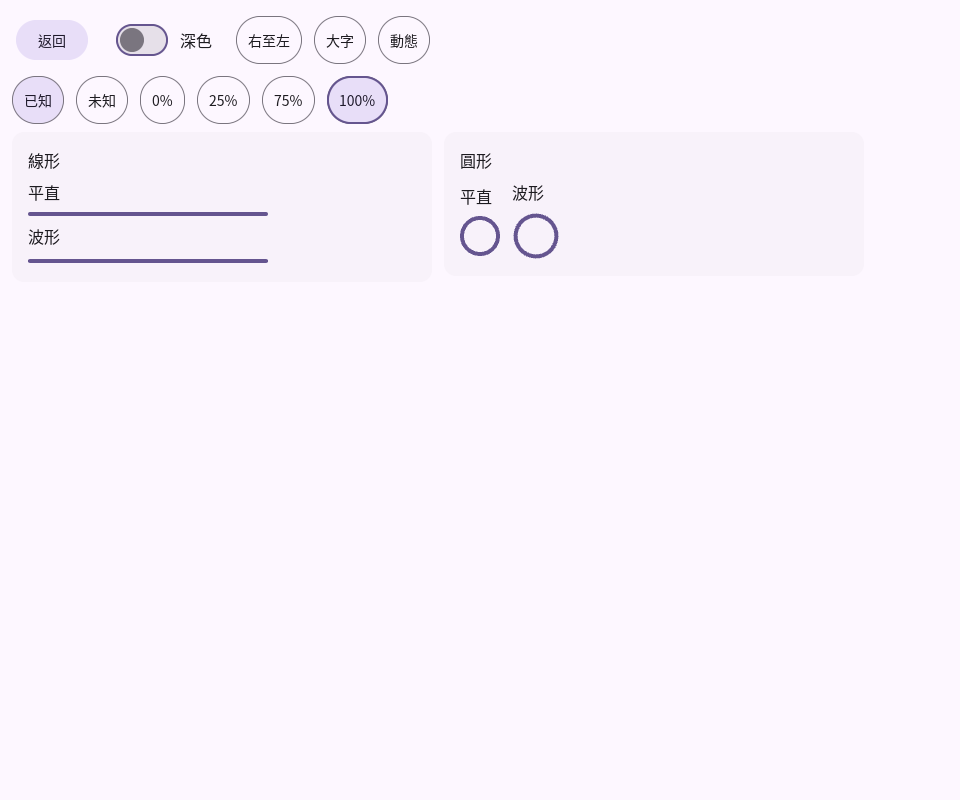 返回 深色 右至左 大字 動態
已知 未知 0% 25% 75% 100%
線形
平直
波形
圓形
平直 波形